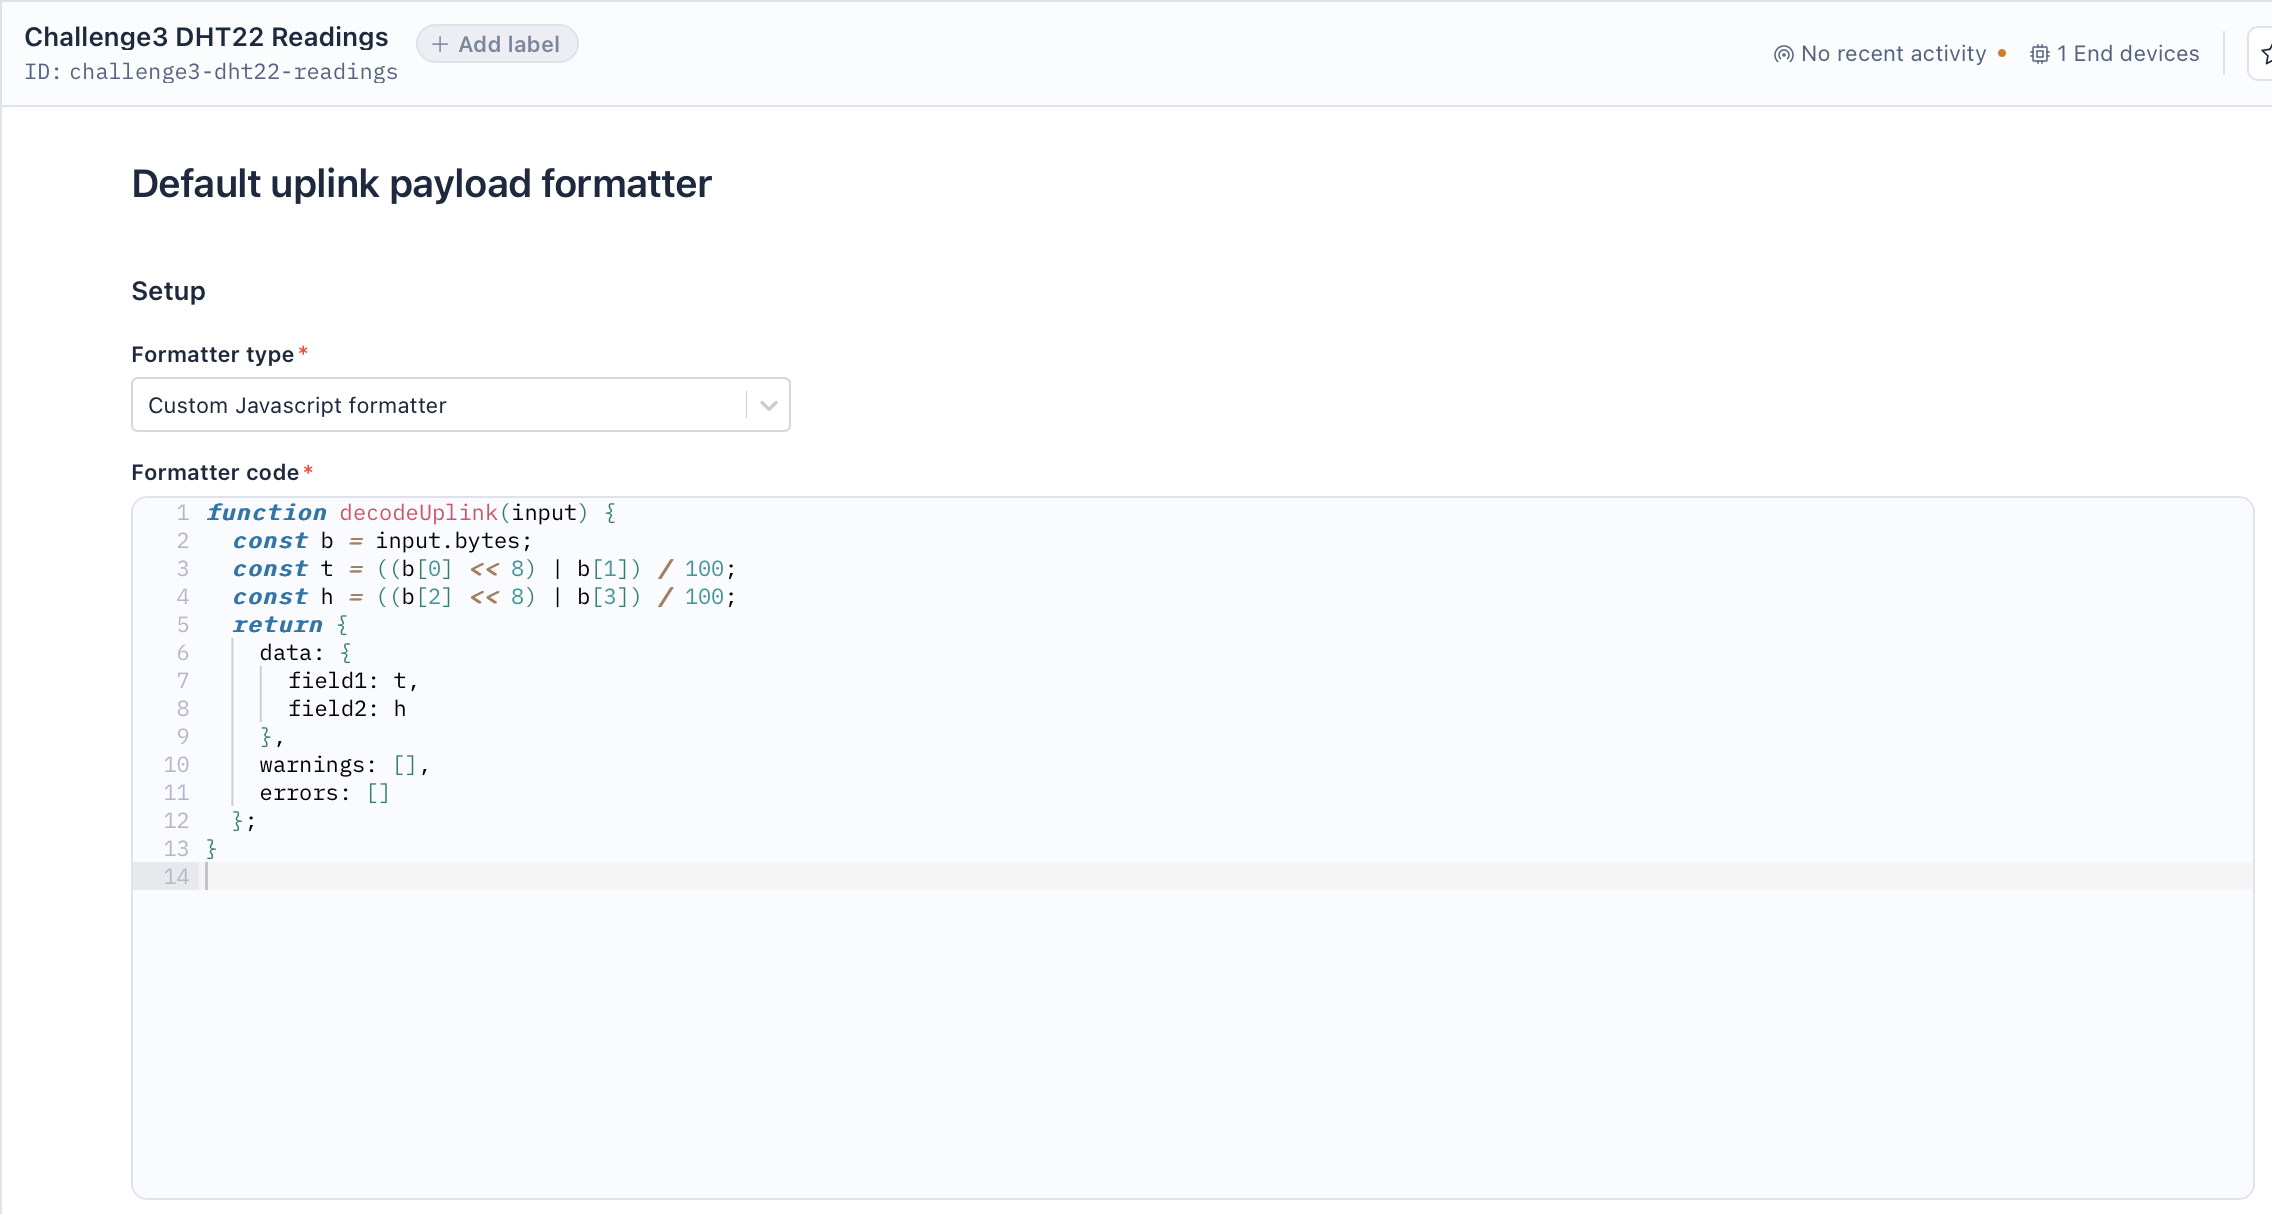 Challenge3 DHT22 Readings
+ Add label
ID: challenge3-dht22-readings
No recent activity
1 End devices
Default uplink payload formatter
Setup
Formatter type*
Custom Javascript formatter
Formatter code*
1 function decodeUplink(input) {
2   const b = input.bytes;
3   const t = ((b[0] << 8) | b[1]) / 100;
4   const h = ((b[2] << 8) | b[3]) / 100;
5   return {
6     data: {
7       field1: t,
8       field2: h
9     },
10     warnings: [],
11     errors: []
12   };
13 }
14